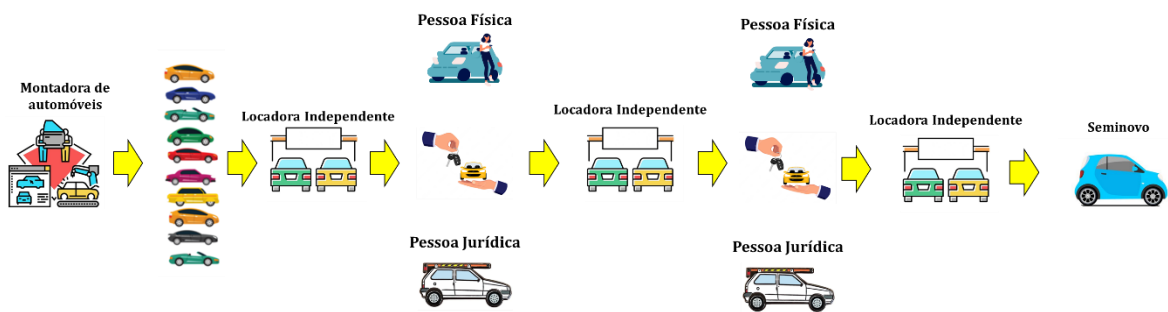 Montadora de
automóveis
Locadora Independente
Pessoa Física
Pessoa Jurídica
Locadora Independente
Pessoa Física
Pessoa Jurídica
Locadora Independente
Seminovo